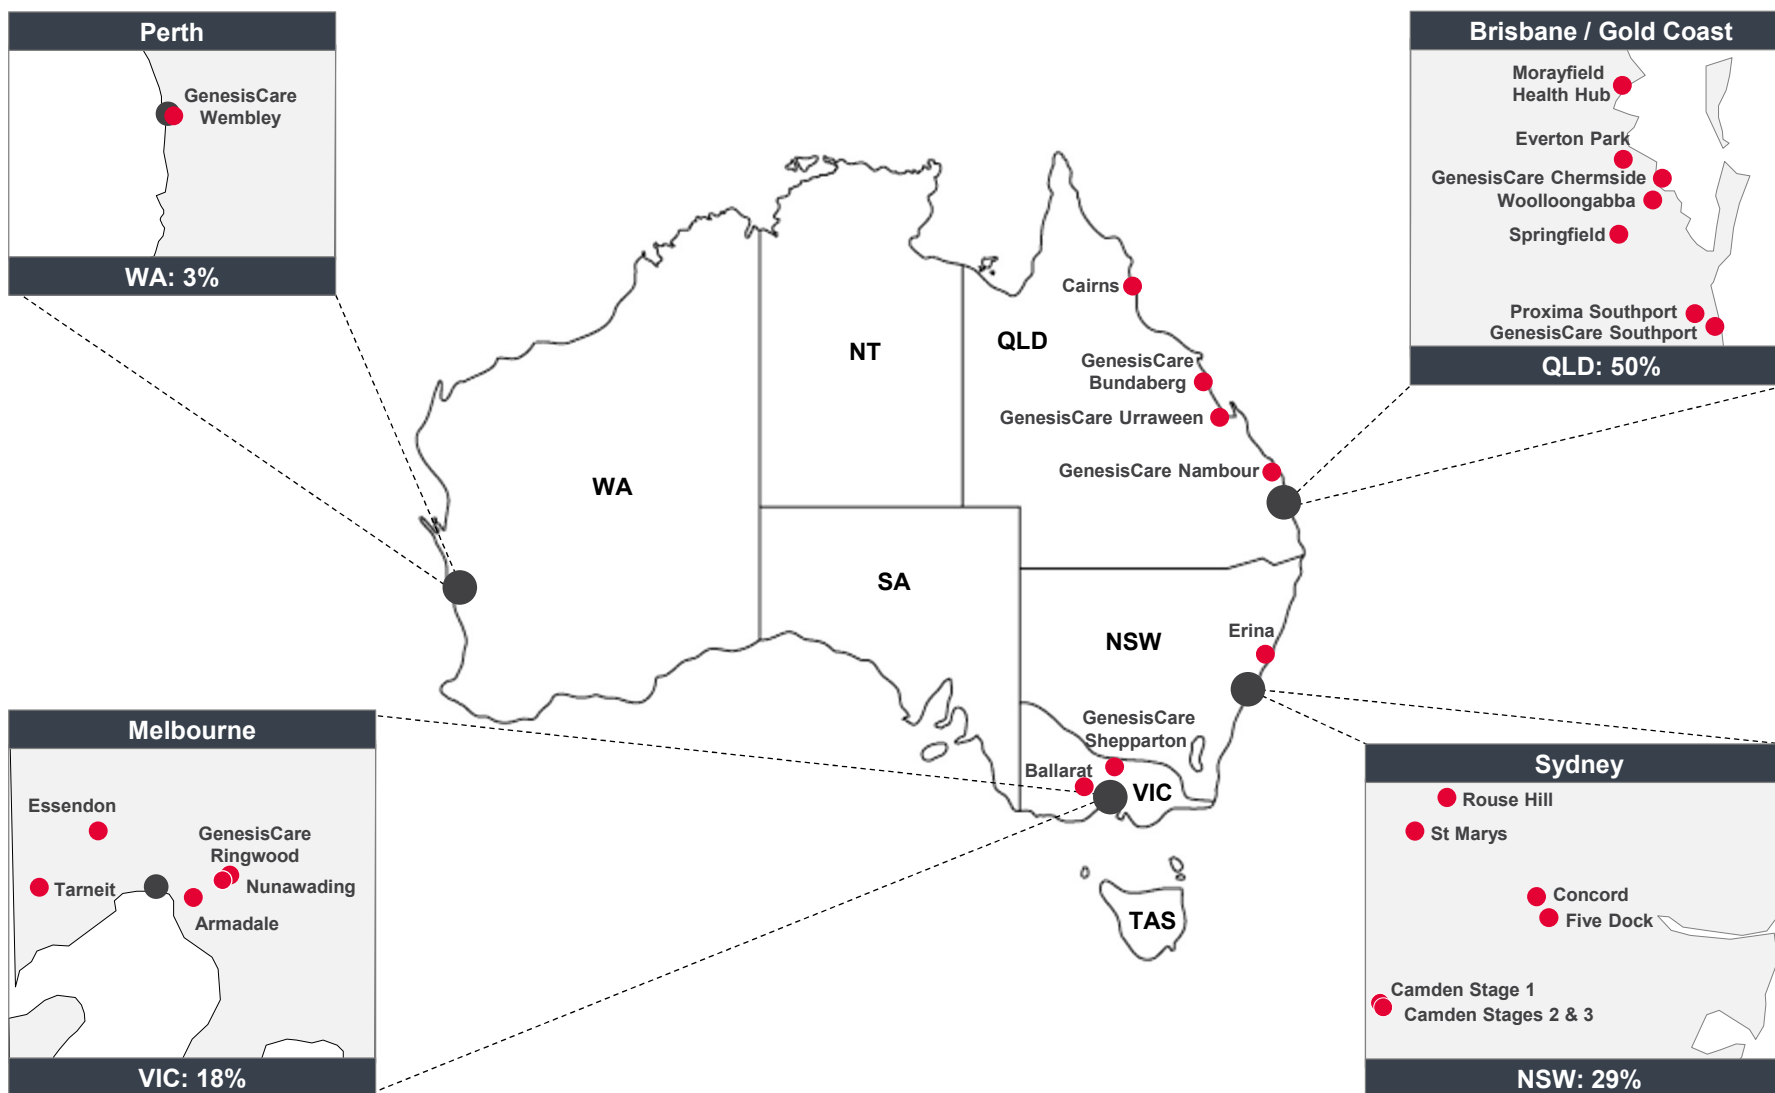 Perth
GenesisCare
Wembley
WA: 3%
Brisbane / Gold Coast
Morayfield
Health Hub
Everton Park
GenesisCare Chermside
Woolloongabba
Springfield
Proxima Southport
GenesisCare Southport
QLD: 50%
NT
QLD
WA
SA
NSW
VIC
TAS
Cairns
GenesisCare
Bundaberg
GenesisCare Urraween
GenesisCare Nambour
Erina
GenesisCare
Shepparton
Ballarat
Melbourne
Essendon
GenesisCare
Ringwood
Tarneit
Nunawading
Armadale
VIC: 18%
Sydney
Rouse Hill
St Marys
Concord
Five Dock
Camden Stage 1
Camden Stages 2 & 3
NSW: 29%